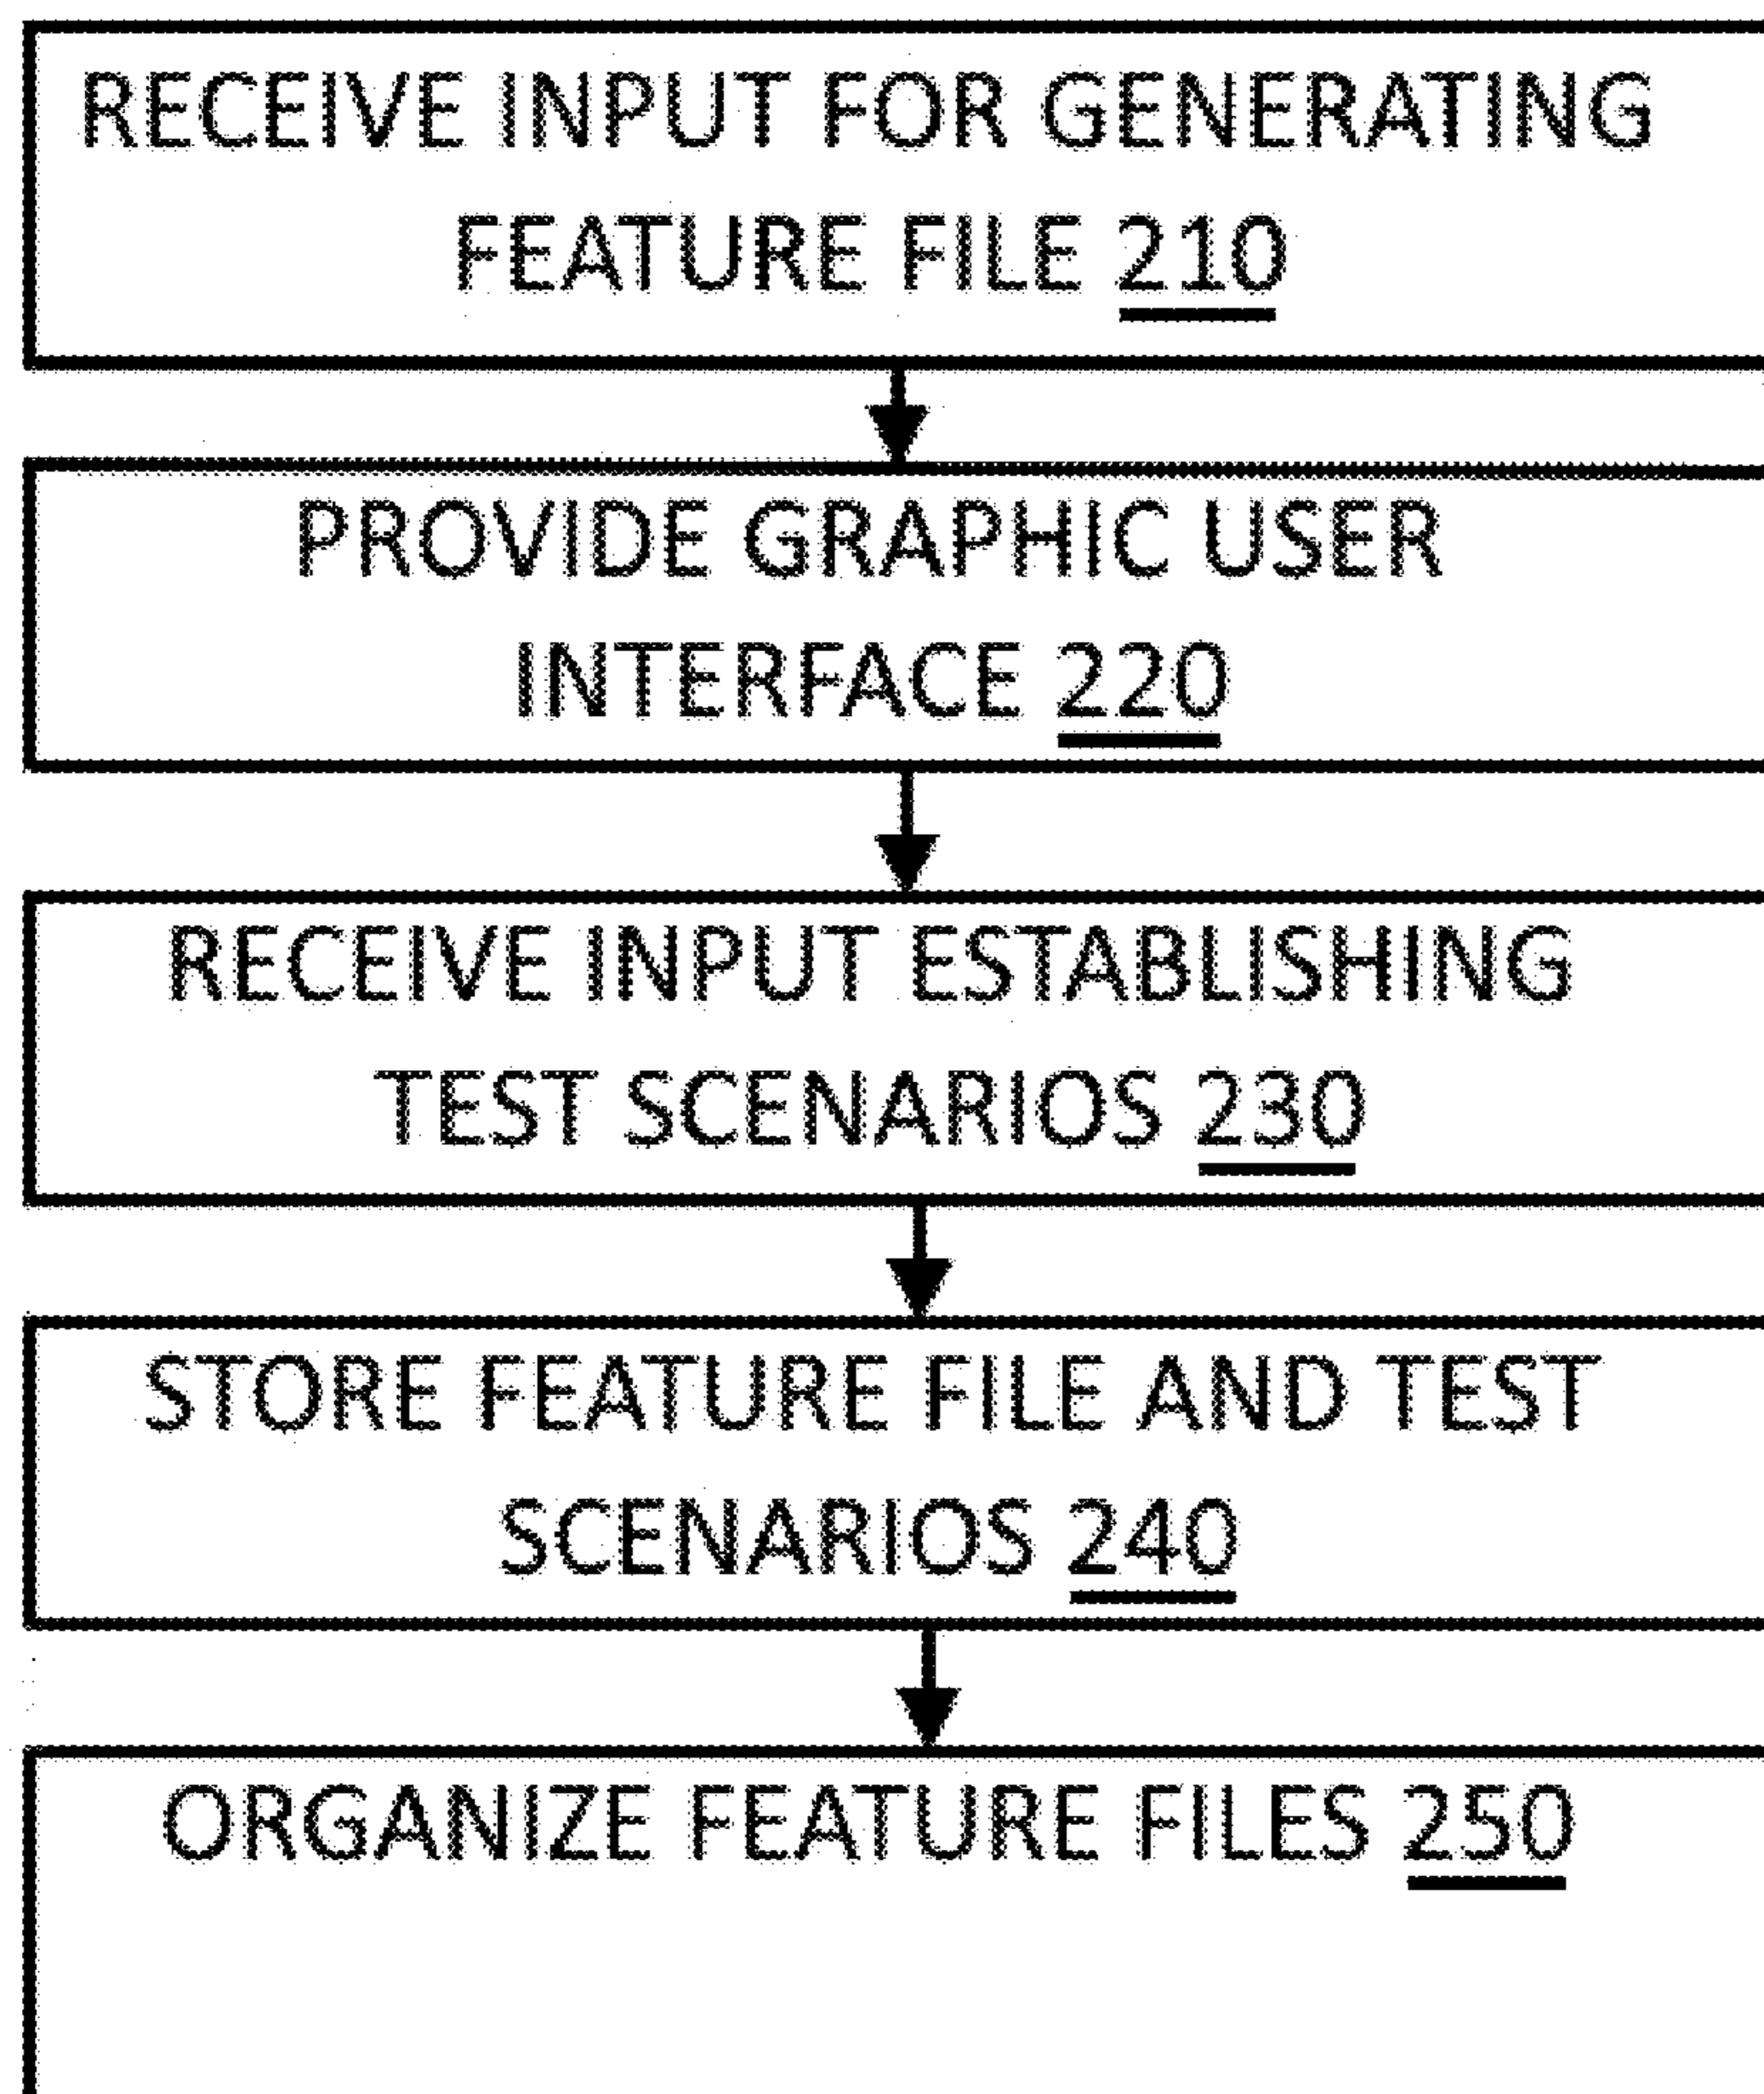 RECEIVE INPUT FOR GENERATING
FEATURE FILE 210
PROVIDE GRAPHIC USER
INTERFACE 220
RECEIVE INPUT ESTABLISHING
TEST SCENARIOS 230
STORE FEATURE FILE AND TEST
SCENARIOS 240
ORGANIZE FEATURE FILES 250